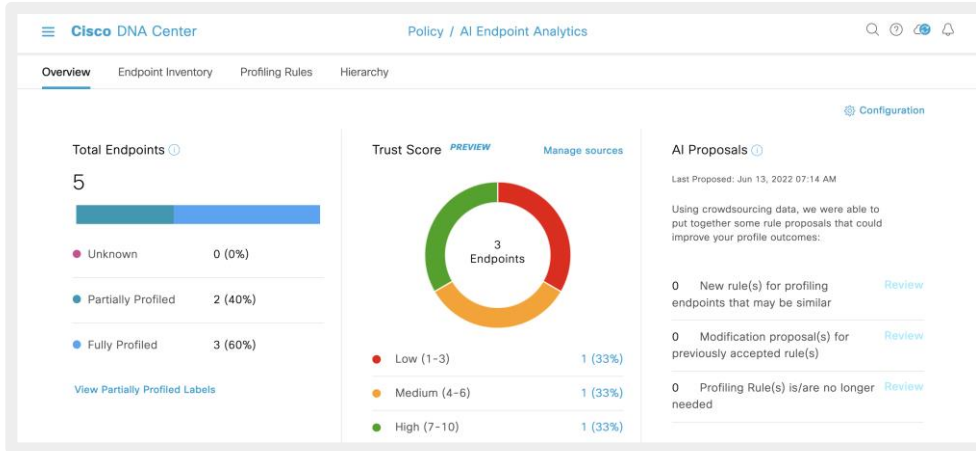 Cisco DNA Center
Policy / AI Endpoint Analytics
Overview Endpoint Inventory Profiling Rules Hierarchy
Configuration
Total Endpoints
5
Unknown 0 (0%)
Partially Profiled 2 (40%)
Fully Profiled 3 (60%)
View Partially Profiled Labels
Trust Score PREVIEW Manage sources
3
Endpoints
Low (1-3) 1 (33%)
Medium (4-6) 1 (33%)
High (7-10) 1 (33%)
AI Proposals
Last Proposed: Jun 13, 2022 07:14 AM
Using crowdsourcing data, we were able to
put together some rule proposals that could
improve your profile outcomes:
0 New rule(s) for profiling Review
endpoints that may be similar
0 Modification proposal(s) for Review
previously accepted rule(s)
0 Profiling Rule(s) is/are no longer Review
needed